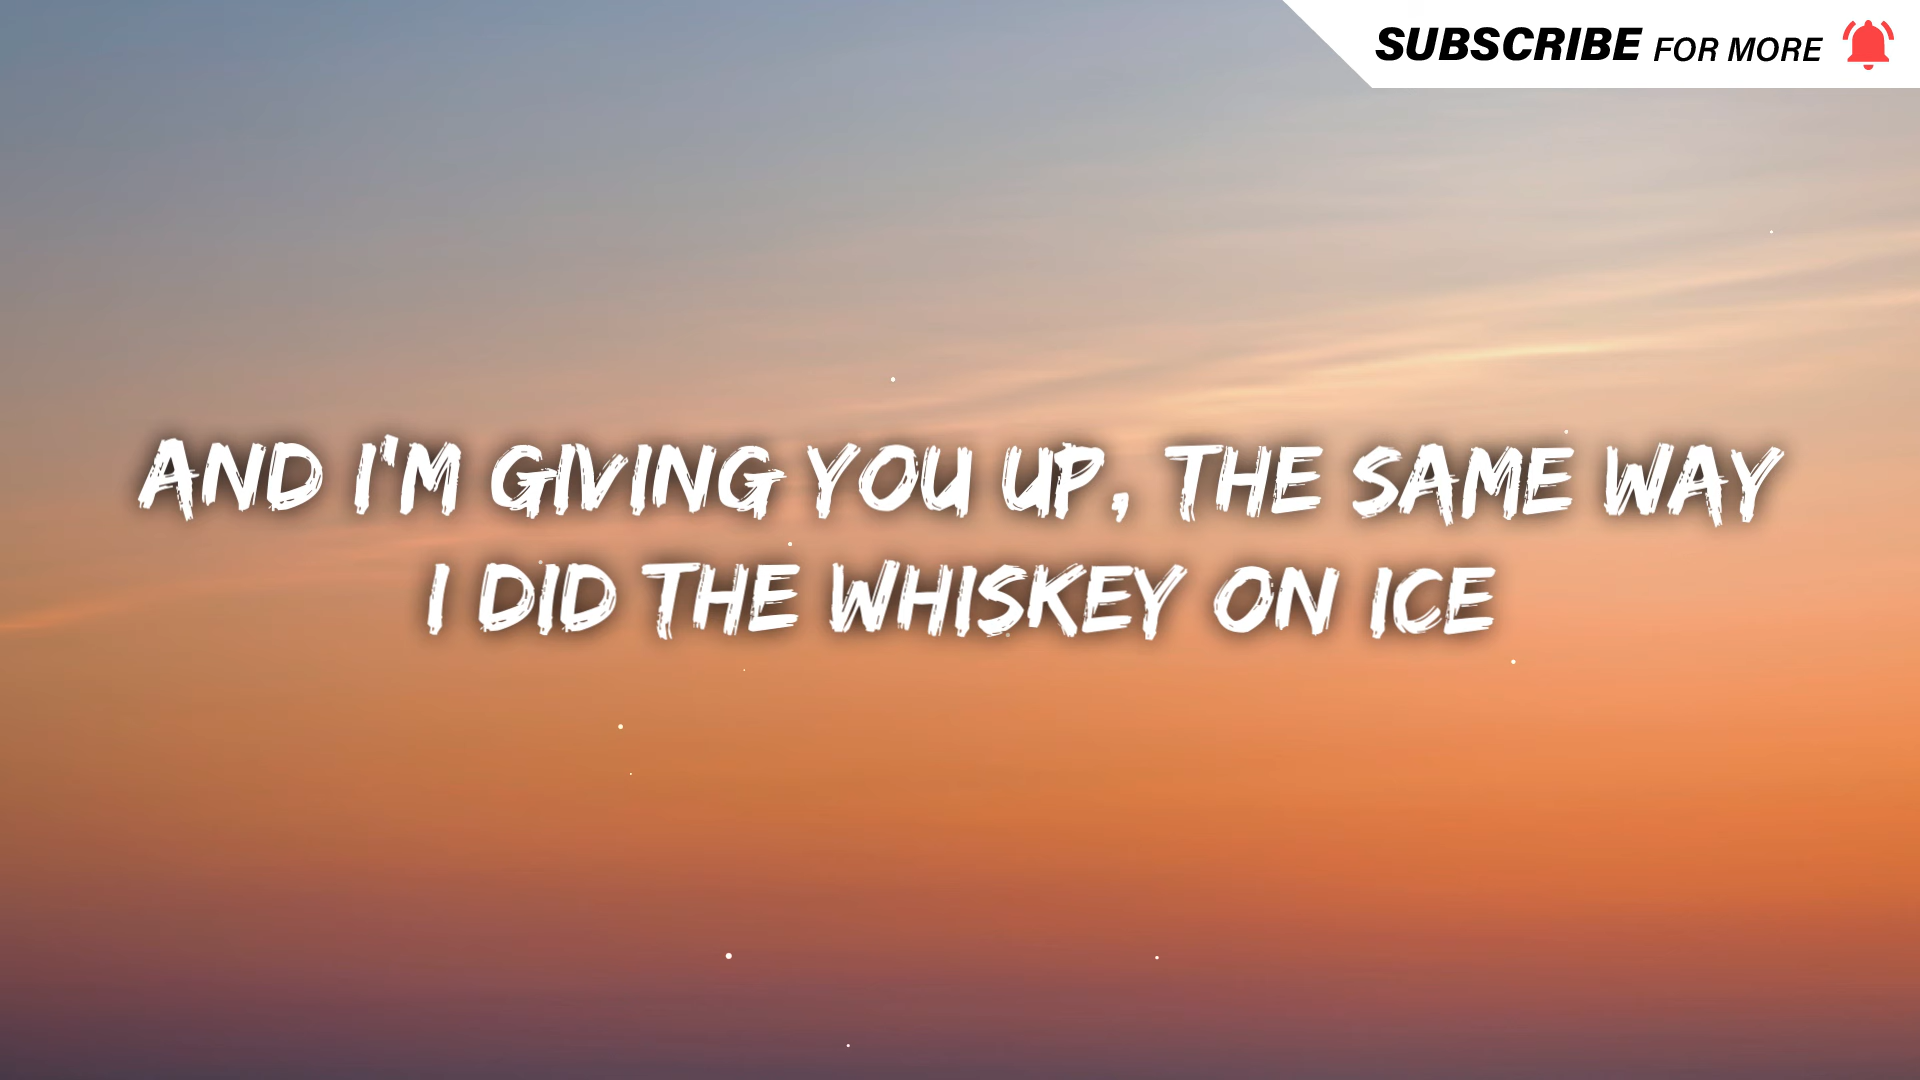 SUBSCRIBE FOR MORE
AND I'M GIVING YOU UP, THE SAME WAY
I DID THE WHISKEY ON ICE